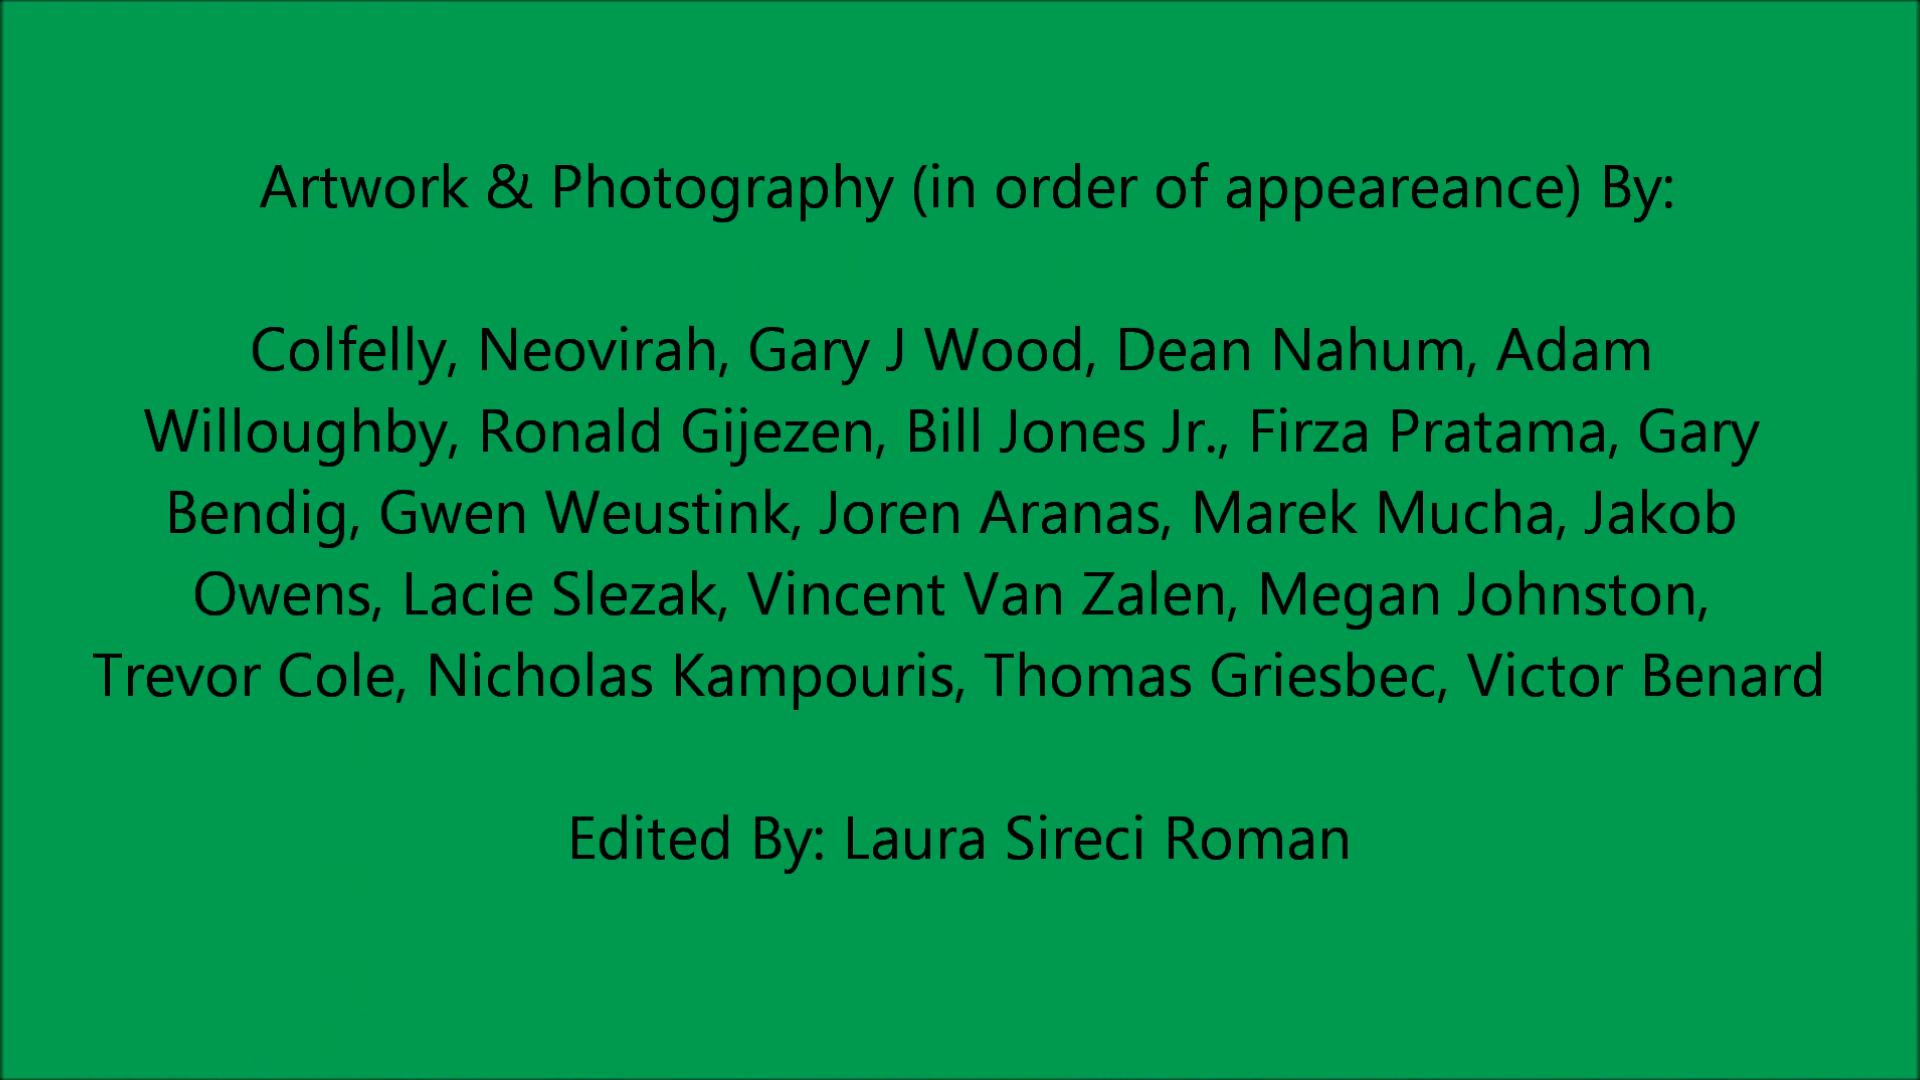 Artwork & Photography (in order of appeareance) By:
Colfelly, Neovirah, Gary J Wood, Dean Nahum, Adam
Willoughby, Ronald Gijezen, Bill Jones Jr., Firza Pratama, Gary
Bendig, Gwen Weustink, Joren Aranas, Marek Mucha, Jakob
Owens, Lacie Slezak, Vincent Van Zalen, Megan Johnston,
Trevor Cole, Nicholas Kampouris, Thomas Griesbec, Victor Benard
Edited By: Laura Sireci Roman